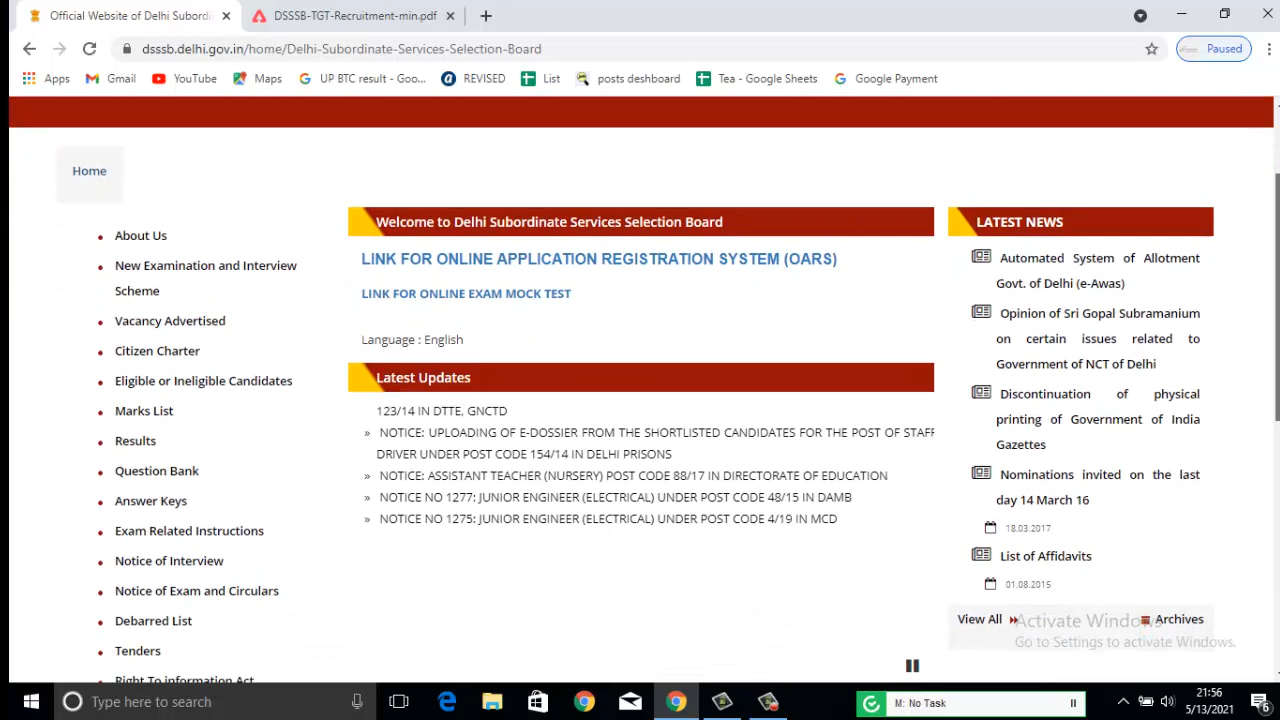 Official Website of Delhi Subordi
DSSSB-TGT-Recruitment-min.pdf
dsssb.delhi.gov.in/home/Delhi-Subordinate-Services-Selection-Board
Paused
Apps
Gmail
YouTube
Maps
UP BTC result - Goo...
REVISED
List
posts deshboard
Tea - Google Sheets
Google Payment
Home
About Us
New Examination and Interview
Scheme
Vacancy Advertised
Citizen Charter
Eligible or Ineligible Candidates
Marks List
Results
Question Bank
Answer Keys
Exam Related Instructions
Notice of Interview
Notice of Exam and Circulars
Debarred List
Tenders
Right To information Act
Welcome to Delhi Subordinate Services Selection Board
LINK FOR ONLINE APPLICATION REGISTRATION SYSTEM (OARS)
LINK FOR ONLINE EXAM MOCK TEST
Language : English
Latest Updates
123/14 IN DTTE, GNCTD
» NOTICE: UPLOADING OF E-DOSSIER FROM THE SHORTLISTED CANDIDATES FOR THE POST OF STAFF
DRIVER UNDER POST CODE 154/14 IN DELHI PRISONS
» NOTICE: ASSISTANT TEACHER (NURSERY) POST CODE 88/17 IN DIRECTORATE OF EDUCATION
» NOTICE NO 1277: JUNIOR ENGINEER (ELECTRICAL) UNDER POST CODE 48/15 IN DAMB
» NOTICE NO 1275: JUNIOR ENGINEER (ELECTRICAL) UNDER POST CODE 4/19 IN MCD
LATEST NEWS
Automated System of Allotment
Govt. of Delhi (e-Awas)
Opinion of Sri Gopal Subramanium
on certain issues related to
Government of NCT of Delhi
Discontinuation of physical
printing of Government of India
Gazettes
Nominations invited on the last
day 14 March 16
18.03.2017
List of Affidavits
01.08.2015
View All
Archives
Activate Windows
Go to Settings to activate Windows.
Type here to search
M: No Task
21:56
5/13/2021
6